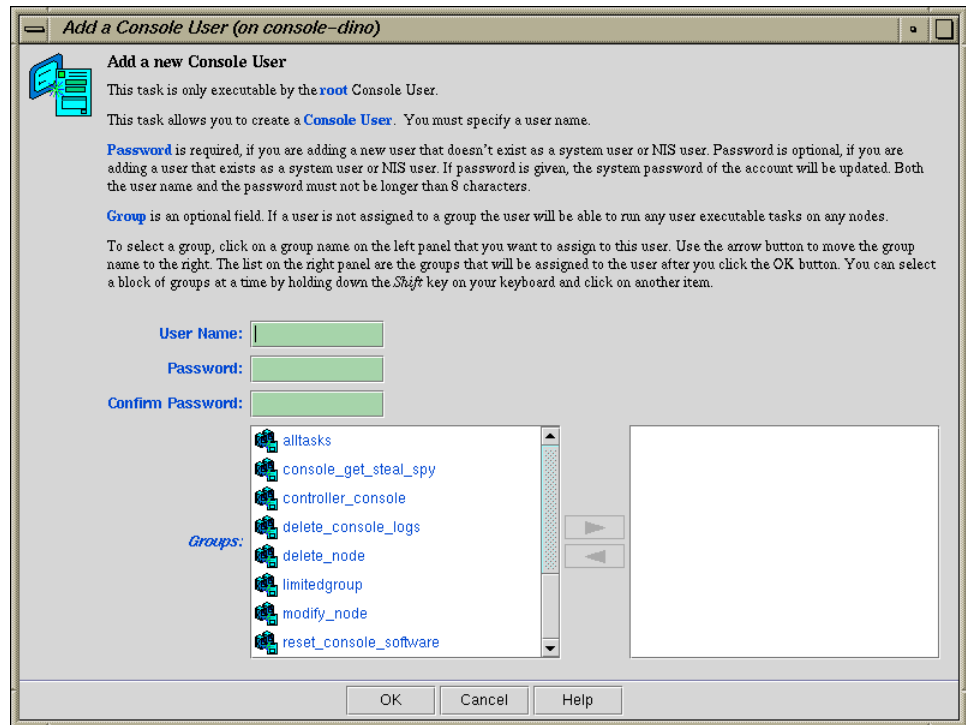 Add a Console User (on console-dino)
Add a new Console User
This task is only executable by the root Console User.
This task allows you to create a Console User. You must specify a user name.
Password is required, if you are adding a new user that doesn't exist as a system user or NIS user. Password is optional, if you are
adding a user that exists as a system user or NIS user. If password is given, the system password of the account will be updated. Both
the user name and the password must not be longer than 8 characters.
Group is an optional field. If a user is not assigned to a group the user will be able to run any user executable tasks on any nodes.
To select a group, click on a group name on the left panel that you want to assign to this user. Use the arrow button to move the group
name to the right. The list on the right panel are the groups that will be assigned to the user after you click the OK button. You can select
a block of groups at a time by holding down the Shift key on your keyboard and click on another item.
User Name:
Password:
Confirm Password:
Groups:
alltasks
console_get_steal_spy
controller_console
delete_console_logs
delete_node
limitedgroup
modify_node
reset_console_software
OK Cancel Help